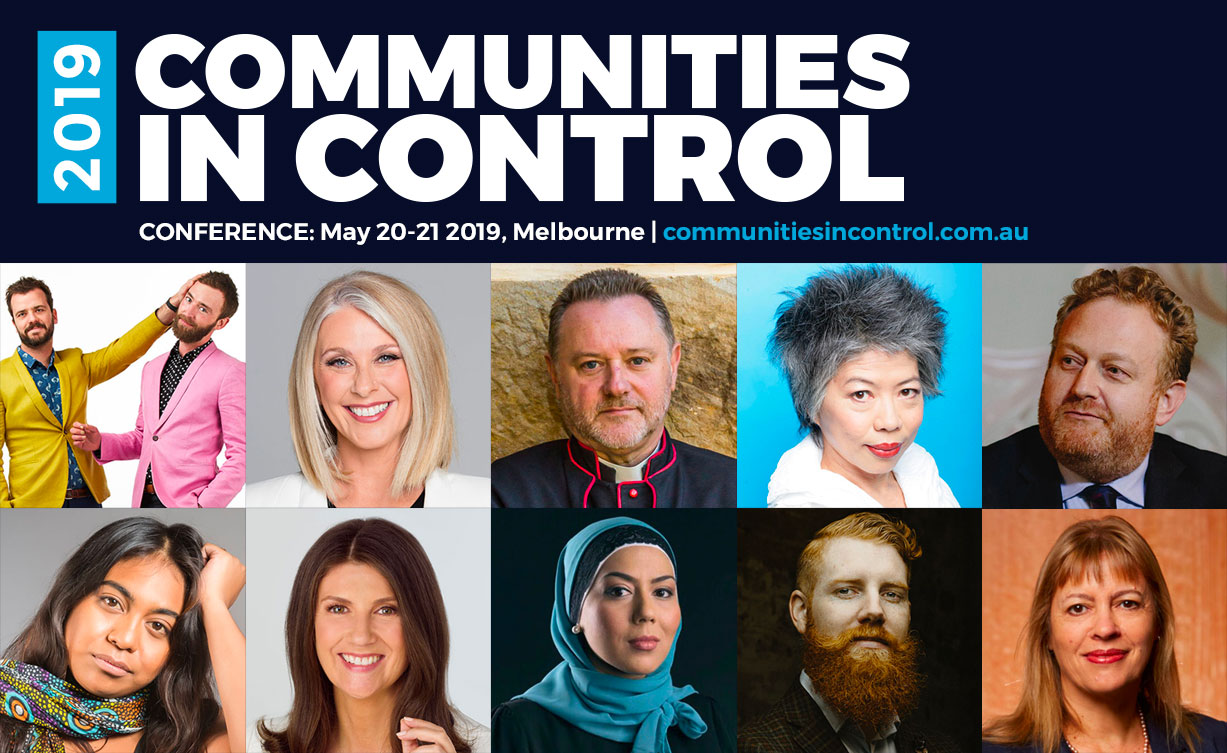 2019
COMMUNITIES
IN CONTROL
CONFERENCE: May 20-21 2019, Melbourne | communitiesincontrol.com.au